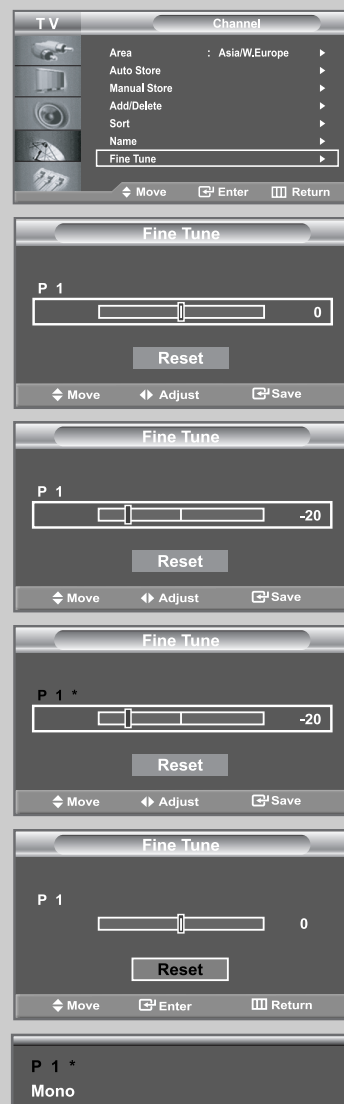 TV Channel
Area : Asia/W.Europe
Auto Store
Manual Store
Add/Delete
Sort
Name
Fine Tune
Move Enter Return
Fine Tune
P 1
0
Reset
Move Adjust Save
Fine Tune
P 1
-20
Reset
Move Adjust Save
Fine Tune
P 1 *
-20
Reset
Move Adjust Save
Fine Tune
P 1
0
Reset
Move Enter Return
P 1 *
Mono